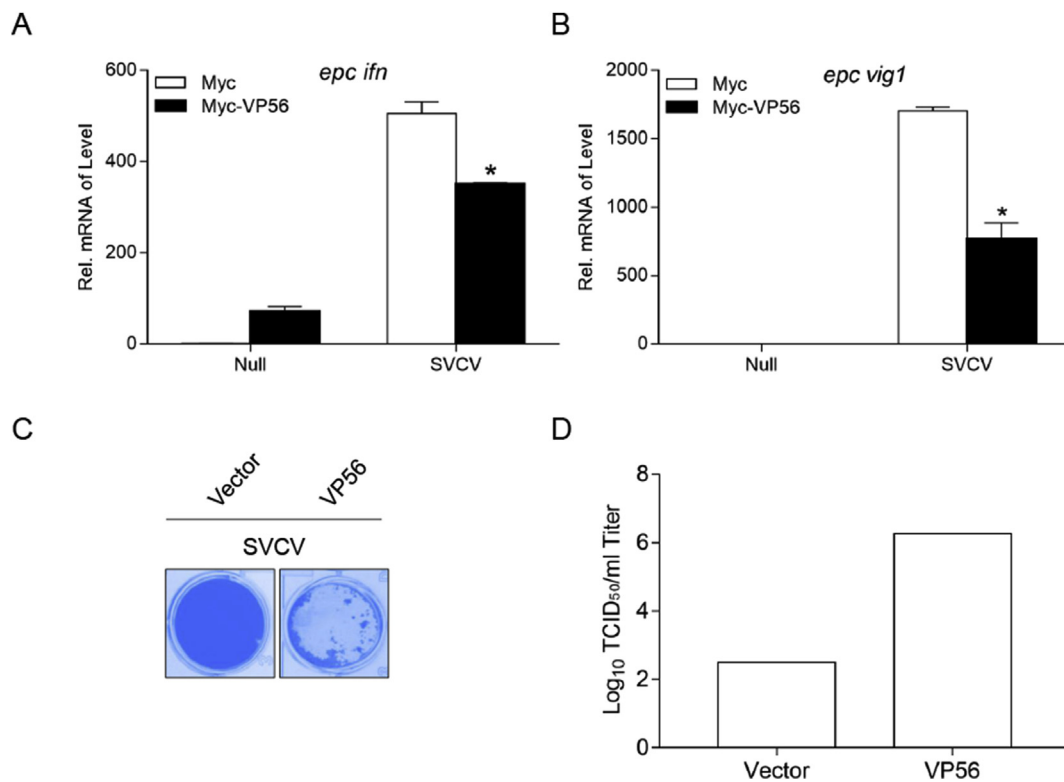 A
epc ifn
Myc
Myc-VP56
Rel. mRNA of Level
600
400
200
0
*
Null
SVCV
B
epc vig1
Myc
Myc-VP56
Rel. mRNA of Level
2000
1500
1000
500
0
*
Null
SVCV
C
Vector
VP56
SVCV
D
Log₁₀ TCID₅₀/ml Titer
8
6
4
2
0
Vector
VP56